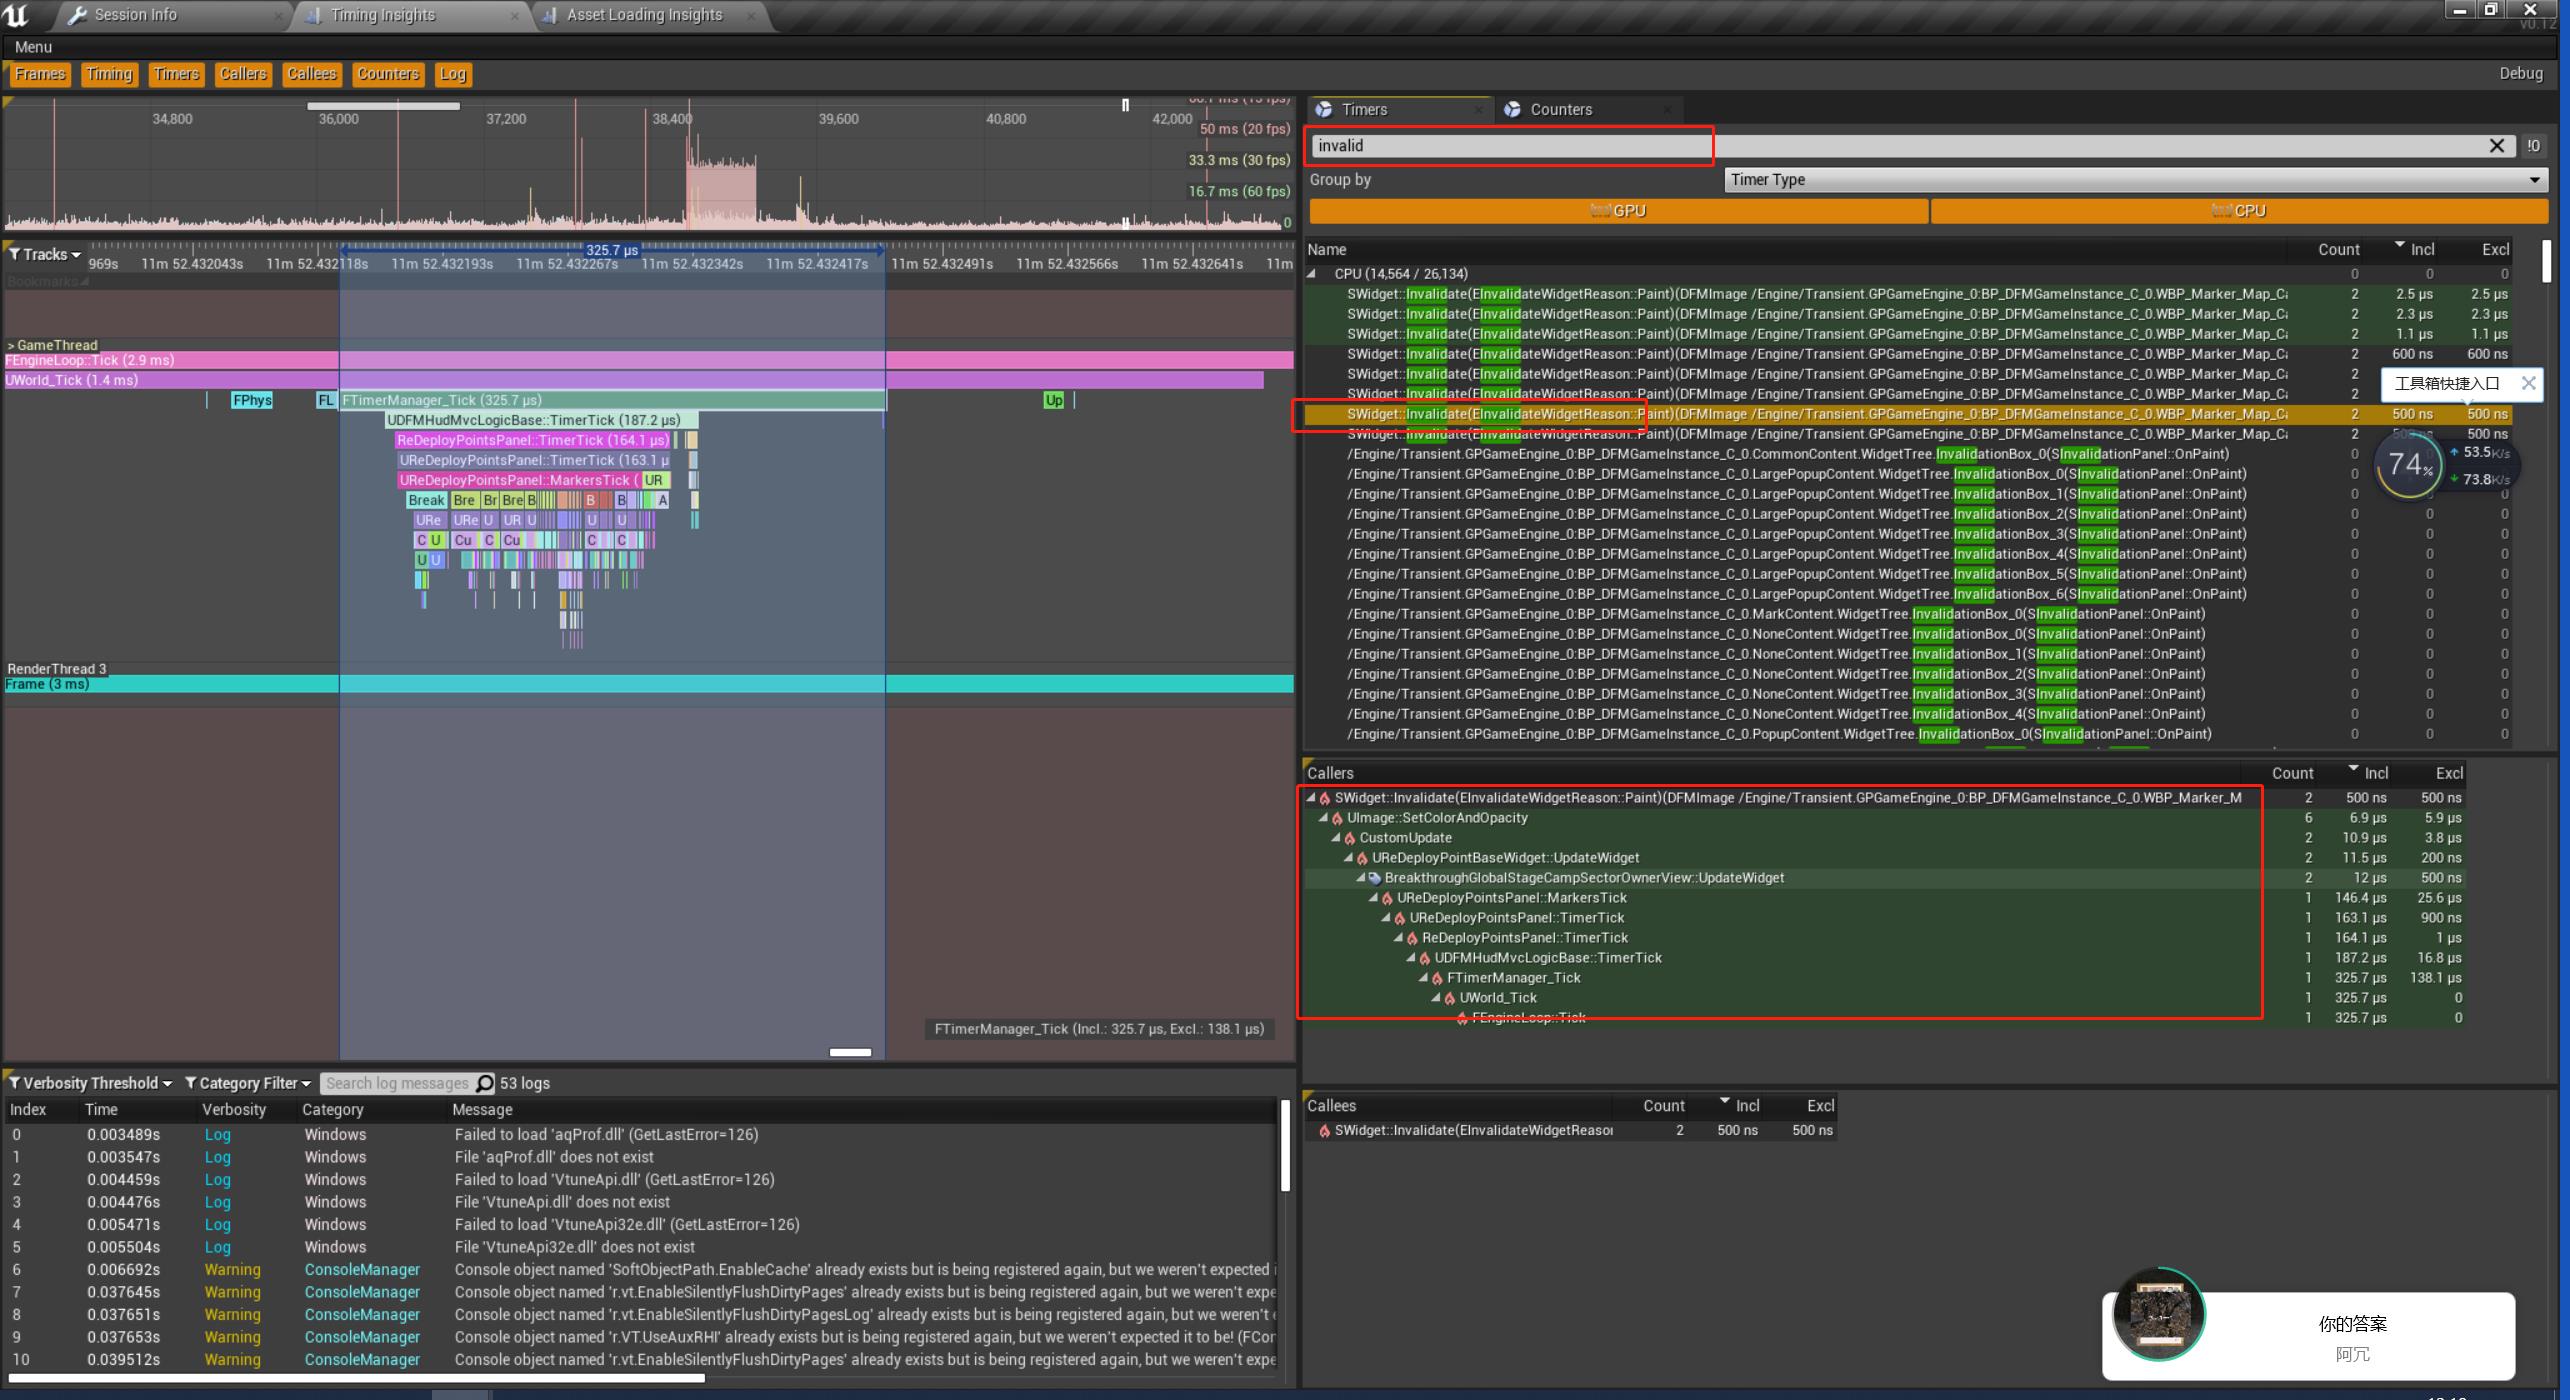 Session Info
Timing Insights
Asset Loading Insights
v0.12
Menu
Frames Timing Timers Callers Callees Counters Log
Debug
34,800 36,000 37,200 38,400 39,600 40,800 42,000
50 ms (20 fps)
33.3 ms (30 fps)
16.7 ms (60 fps)
0
Tracks
325.7 µs
969s 11m 52.432043s 11m 52.432118s 11m 52.432193s 11m 52.432267s 11m 52.432342s 11m 52.432417s 11m 52.432491s 11m 52.432566s 11m 52.432641s 11m
Bookmarks
> GameThread
FEngineLoop::Tick (2.9 ms)
UWorld_Tick (1.4 ms)
FPhys FL FTimerManager_Tick (325.7 µs) Up
UDFMHudMvcLogicBase::TimerTick (187.2 µs)
ReDeployPointsPanel::TimerTick (164.1 µs)
UReDeployPointsPanel::TimerTick (163.1 µ
UReDeployPointsPanel::MarkersTick ( UR
Break Bre Br Bre B B B A
URe URe U UR U U U
C U Cu C Cu C C
U U
RenderThread 3
Frame (3 ms)
FTimerManager_Tick (Incl.: 325.7 µs, Excl.: 138.1 µs)
Timers
Counters
invalid
!0
Group by
Timer Type
GPU
CPU
Name Count Incl Excl
CPU (14,564 / 26,134) 0 0 0
SWidget::Invalidate(EInvalidateWidgetReason::Paint)(DFMImage /Engine/Transient.GPGameEngine_0:BP_DFMGameInstance_C_0.WBP_Marker_Map_Ca 2 2.5 µs 2.5 µs
SWidget::Invalidate(EInvalidateWidgetReason::Paint)(DFMImage /Engine/Transient.GPGameEngine_0:BP_DFMGameInstance_C_0.WBP_Marker_Map_Ca 2 2.3 µs 2.3 µs
SWidget::Invalidate(EInvalidateWidgetReason::Paint)(DFMImage /Engine/Transient.GPGameEngine_0:BP_DFMGameInstance_C_0.WBP_Marker_Map_Ca 2 1.1 µs 1.1 µs
SWidget::Invalidate(EInvalidateWidgetReason::Paint)(DFMImage /Engine/Transient.GPGameEngine_0:BP_DFMGameInstance_C_0.WBP_Marker_Map_Ca 2 600 ns 600 ns
SWidget::Invalidate(EInvalidateWidgetReason::Paint)(DFMImage /Engine/Transient.GPGameEngine_0:BP_DFMGameInstance_C_0.WBP_Marker_Map_Ca 2
工具箱快捷入口
SWidget::Invalidate(EInvalidateWidgetReason::Paint)(DFMImage /Engine/Transient.GPGameEngine_0:BP_DFMGameInstance_C_0.WBP_Marker_Map_Ca 2
SWidget::Invalidate(EInvalidateWidgetReason::Paint)(DFMImage /Engine/Transient.GPGameEngine_0:BP_DFMGameInstance_C_0.WBP_Marker_Map_Ca 2 500 ns 500 ns
SWidget::Invalidate(EInvalidateWidgetReason::Paint)(DFMImage /Engine/Transient.GPGameEngine_0:BP_DFMGameInstance_C_0.WBP_Marker_Map_Ca 2 500 ns
/Engine/Transient.GPGameEngine_0:BP_DFMGameInstance_C_0.CommonContent.WidgetTree.InvalidationBox_0(SInvalidationPanel::OnPaint) 0
/Engine/Transient.GPGameEngine_0:BP_DFMGameInstance_C_0.LargePopupContent.WidgetTree.InvalidationBox_0(SInvalidationPanel::OnPaint) 0
/Engine/Transient.GPGameEngine_0:BP_DFMGameInstance_C_0.LargePopupContent.WidgetTree.InvalidationBox_1(SInvalidationPanel::OnPaint) 0 0
74% 53.5K/s
73.8K/s
/Engine/Transient.GPGameEngine_0:BP_DFMGameInstance_C_0.LargePopupContent.WidgetTree.InvalidationBox_2(SInvalidationPanel::OnPaint) 0 0 0
/Engine/Transient.GPGameEngine_0:BP_DFMGameInstance_C_0.LargePopupContent.WidgetTree.InvalidationBox_3(SInvalidationPanel::OnPaint) 0 0 0
/Engine/Transient.GPGameEngine_0:BP_DFMGameInstance_C_0.LargePopupContent.WidgetTree.InvalidationBox_4(SInvalidationPanel::OnPaint) 0 0 0
/Engine/Transient.GPGameEngine_0:BP_DFMGameInstance_C_0.LargePopupContent.WidgetTree.InvalidationBox_5(SInvalidationPanel::OnPaint) 0 0 0
/Engine/Transient.GPGameEngine_0:BP_DFMGameInstance_C_0.LargePopupContent.WidgetTree.InvalidationBox_6(SInvalidationPanel::OnPaint) 0 0 0
/Engine/Transient.GPGameEngine_0:BP_DFMGameInstance_C_0.MarkContent.WidgetTree.InvalidationBox_0(SInvalidationPanel::OnPaint) 0 0 0
/Engine/Transient.GPGameEngine_0:BP_DFMGameInstance_C_0.NoneContent.WidgetTree.InvalidationBox_0(SInvalidationPanel::OnPaint) 0 0 0
/Engine/Transient.GPGameEngine_0:BP_DFMGameInstance_C_0.NoneContent.WidgetTree.InvalidationBox_1(SInvalidationPanel::OnPaint) 0 0 0
/Engine/Transient.GPGameEngine_0:BP_DFMGameInstance_C_0.NoneContent.WidgetTree.InvalidationBox_2(SInvalidationPanel::OnPaint) 0 0 0
/Engine/Transient.GPGameEngine_0:BP_DFMGameInstance_C_0.NoneContent.WidgetTree.InvalidationBox_3(SInvalidationPanel::OnPaint) 0 0 0
/Engine/Transient.GPGameEngine_0:BP_DFMGameInstance_C_0.NoneContent.WidgetTree.InvalidationBox_4(SInvalidationPanel::OnPaint) 0 0 0
/Engine/Transient.GPGameEngine_0:BP_DFMGameInstance_C_0.PopupContent.WidgetTree.InvalidationBox_0(SInvalidationPanel::OnPaint) 0 0 0
Callers Count Incl Excl
SWidget::Invalidate(EInvalidateWidgetReason::Paint)(DFMImage /Engine/Transient.GPGameEngine_0:BP_DFMGameInstance_C_0.WBP_Marker_M 2 500 ns 500 ns
UImage::SetColorAndOpacity 6 6.9 µs 5.9 µs
CustomUpdate 2 10.9 µs 3.8 µs
UReDeployPointBaseWidget::UpdateWidget 2 11.5 µs 200 ns
BreakthroughGlobalStageCampSectorOwnerView::UpdateWidget 2 12 µs 500 ns
UReDeployPointsPanel::MarkersTick 1 146.4 µs 25.6 µs
UReDeployPointsPanel::TimerTick 1 163.1 µs 900 ns
ReDeployPointsPanel::TimerTick 1 164.1 µs 1 µs
UDFMHudMvcLogicBase::TimerTick 1 187.2 µs 16.8 µs
FTimerManager_Tick 1 325.7 µs 138.1 µs
UWorld_Tick 1 325.7 µs 0
FEngineLoop::Tick 1 325.7 µs 0
Callees Count Incl Excl
SWidget::Invalidate(EInvalidateWidgetReason 2 500 ns 500 ns
Verbosity Threshold Category Filter Search log messages 53 logs
Index Time Verbosity Category Message
0 0.003489s Log Windows Failed to load 'aqProf.dll' (GetLastError=126)
1 0.003547s Log Windows File 'aqProf.dll' does not exist
2 0.004459s Log Windows Failed to load 'VtuneApi.dll' (GetLastError=126)
3 0.004476s Log Windows File 'VtuneApi.dll' does not exist
4 0.005471s Log Windows Failed to load 'VtuneApi32e.dll' (GetLastError=126)
5 0.005504s Log Windows File 'VtuneApi32e.dll' does not exist
6 0.006692s Warning ConsoleManager Console object named 'SoftObjectPath.EnableCache' already exists but is being registered again, but we weren't expected
7 0.037645s Warning ConsoleManager Console object named 'r.vt.EnableSilentlyFlushDirtyPages' already exists but is being registered again, but we weren't expe
8 0.037651s Warning ConsoleManager Console object named 'r.vt.EnableSilentlyFlushDirtyPagesLog' already exists but is being registered again, but we weren't e
9 0.037653s Warning ConsoleManager Console object named 'r.VT.UseAuxRHI' already exists but is being registered again, but we weren't expected it to be! (FCor
10 0.039512s Warning ConsoleManager Console object named 'r.vt.EnableSilentlyFlushDirtyPages' already exists but is being registered again, but we weren't expe
你的答案
阿冗